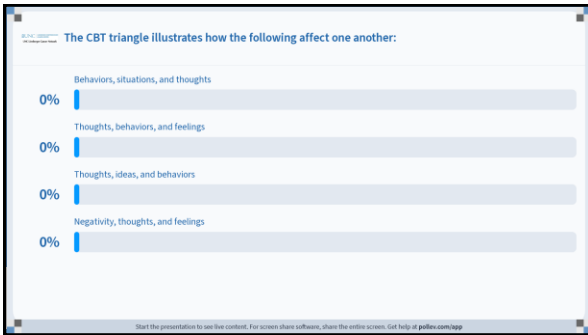 The CBT triangle illustrates how the following affect one another:
Behaviors, situations, and thoughts
0%
Thoughts, behaviors, and feelings
0%
Thoughts, ideas, and behaviors
0%
Negativity, thoughts, and feelings
0%
Start the presentation to see live content. For screen share software, share the entire screen. Get help at pollev.com/app